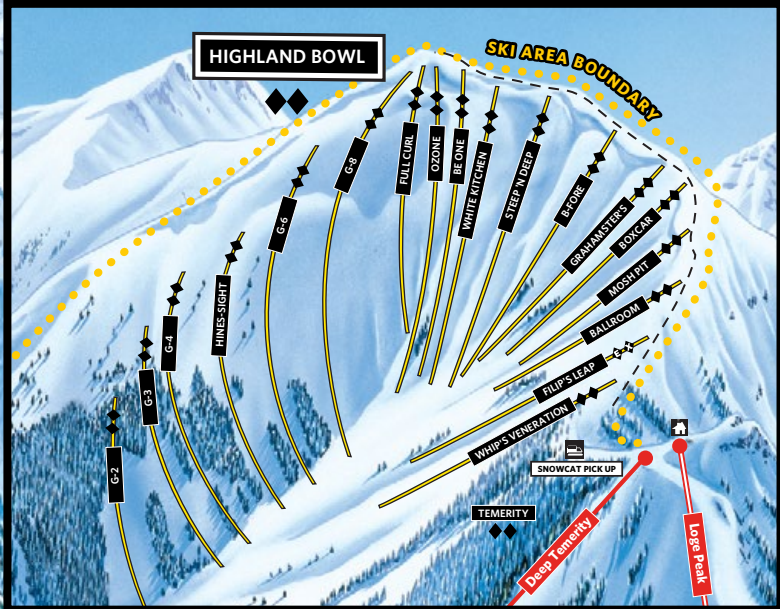 HIGHLAND BOWL
SKI AREA BOUNDARY
G-2
G-3
G-4
HINES-SIGHT
G-6
G-8
FULL CURL
OZONE
BE ONE
WHITE KITCHEN
STEEP 'N DEEP
B-FORE
GRAHAMSTER'S
BOXCAR
MOSH PIT
BALLROOM
FILIP'S LEAP
WHIP'S VENERATION
SNOWCAT PICK UP
TEMERITY
Deep Temerity
Loge Peak